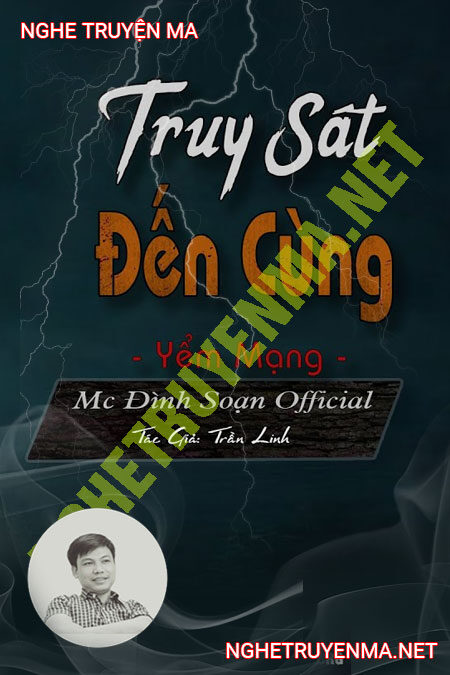 NGHE TRUYỆN MA
Truy Sát
Đến Cùng
- Yểm Mạng -
Mc Đình Soạn Official
Tác Giả: Trần Linh
NGHETRUYENMA.NET
NGHETRUYENMA.NET